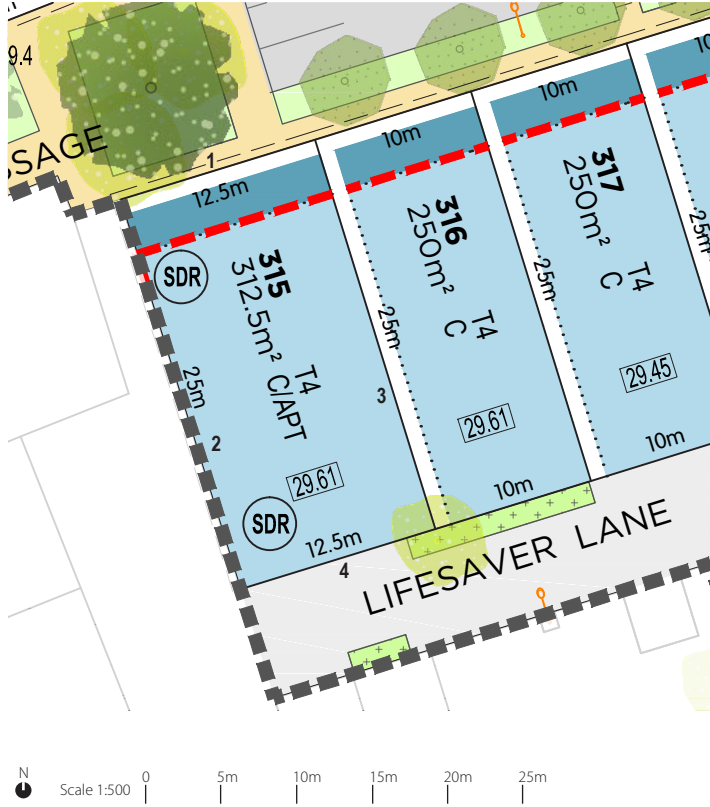 9.4
SSAGE
1
12.5m
10m
10m
10
SDR
315
312.5m²
T4
C/APT
29.61
25m
2
SDR
12.5m
4
316
250m²
T4
C
29.61
25m
3
10m
317
250m²
T4
C
29.45
25m
10m
25m
LIFESAVER LANE
N
Scale 1:500
0 5m 10m 15m 20m 25m